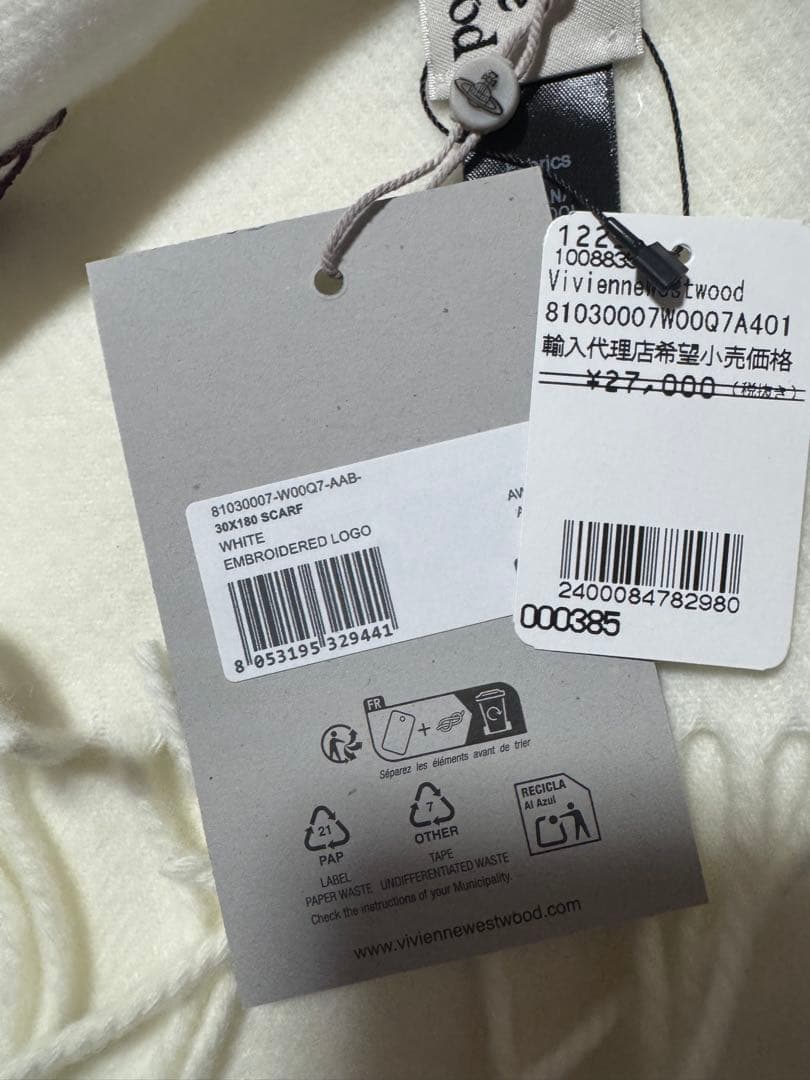 1222
Viviennewestwood
81030007W00Q7A401
輸入代理店希望小売価格
¥27,000 (税抜き)
2400084782980
000385
81030007-W00Q7-AAB-
30X180 SCARF
WHITE
EMBROIDERED LOGO
8 053195 329441
FR
+
Séparez les éléments avant de trier
21
PAP
LABEL
PAPER WASTE
7
OTHER
TAPE
UNDIFFERENTIATED WASTE
RECICLA
Al Azul
Check the instructions of your Municipality.
www.viviennewestwood.com